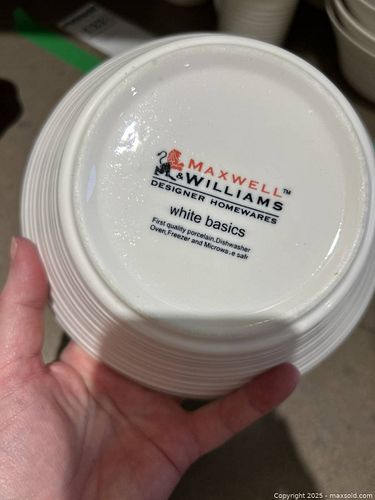 MAXWELL™
& WILLIAMS
DESIGNER HOMEWARES
white basics
First quality porcelain,Dishwasher
Oven,Freezer and Microwave safe
Copyright 2025 - maxsold.com